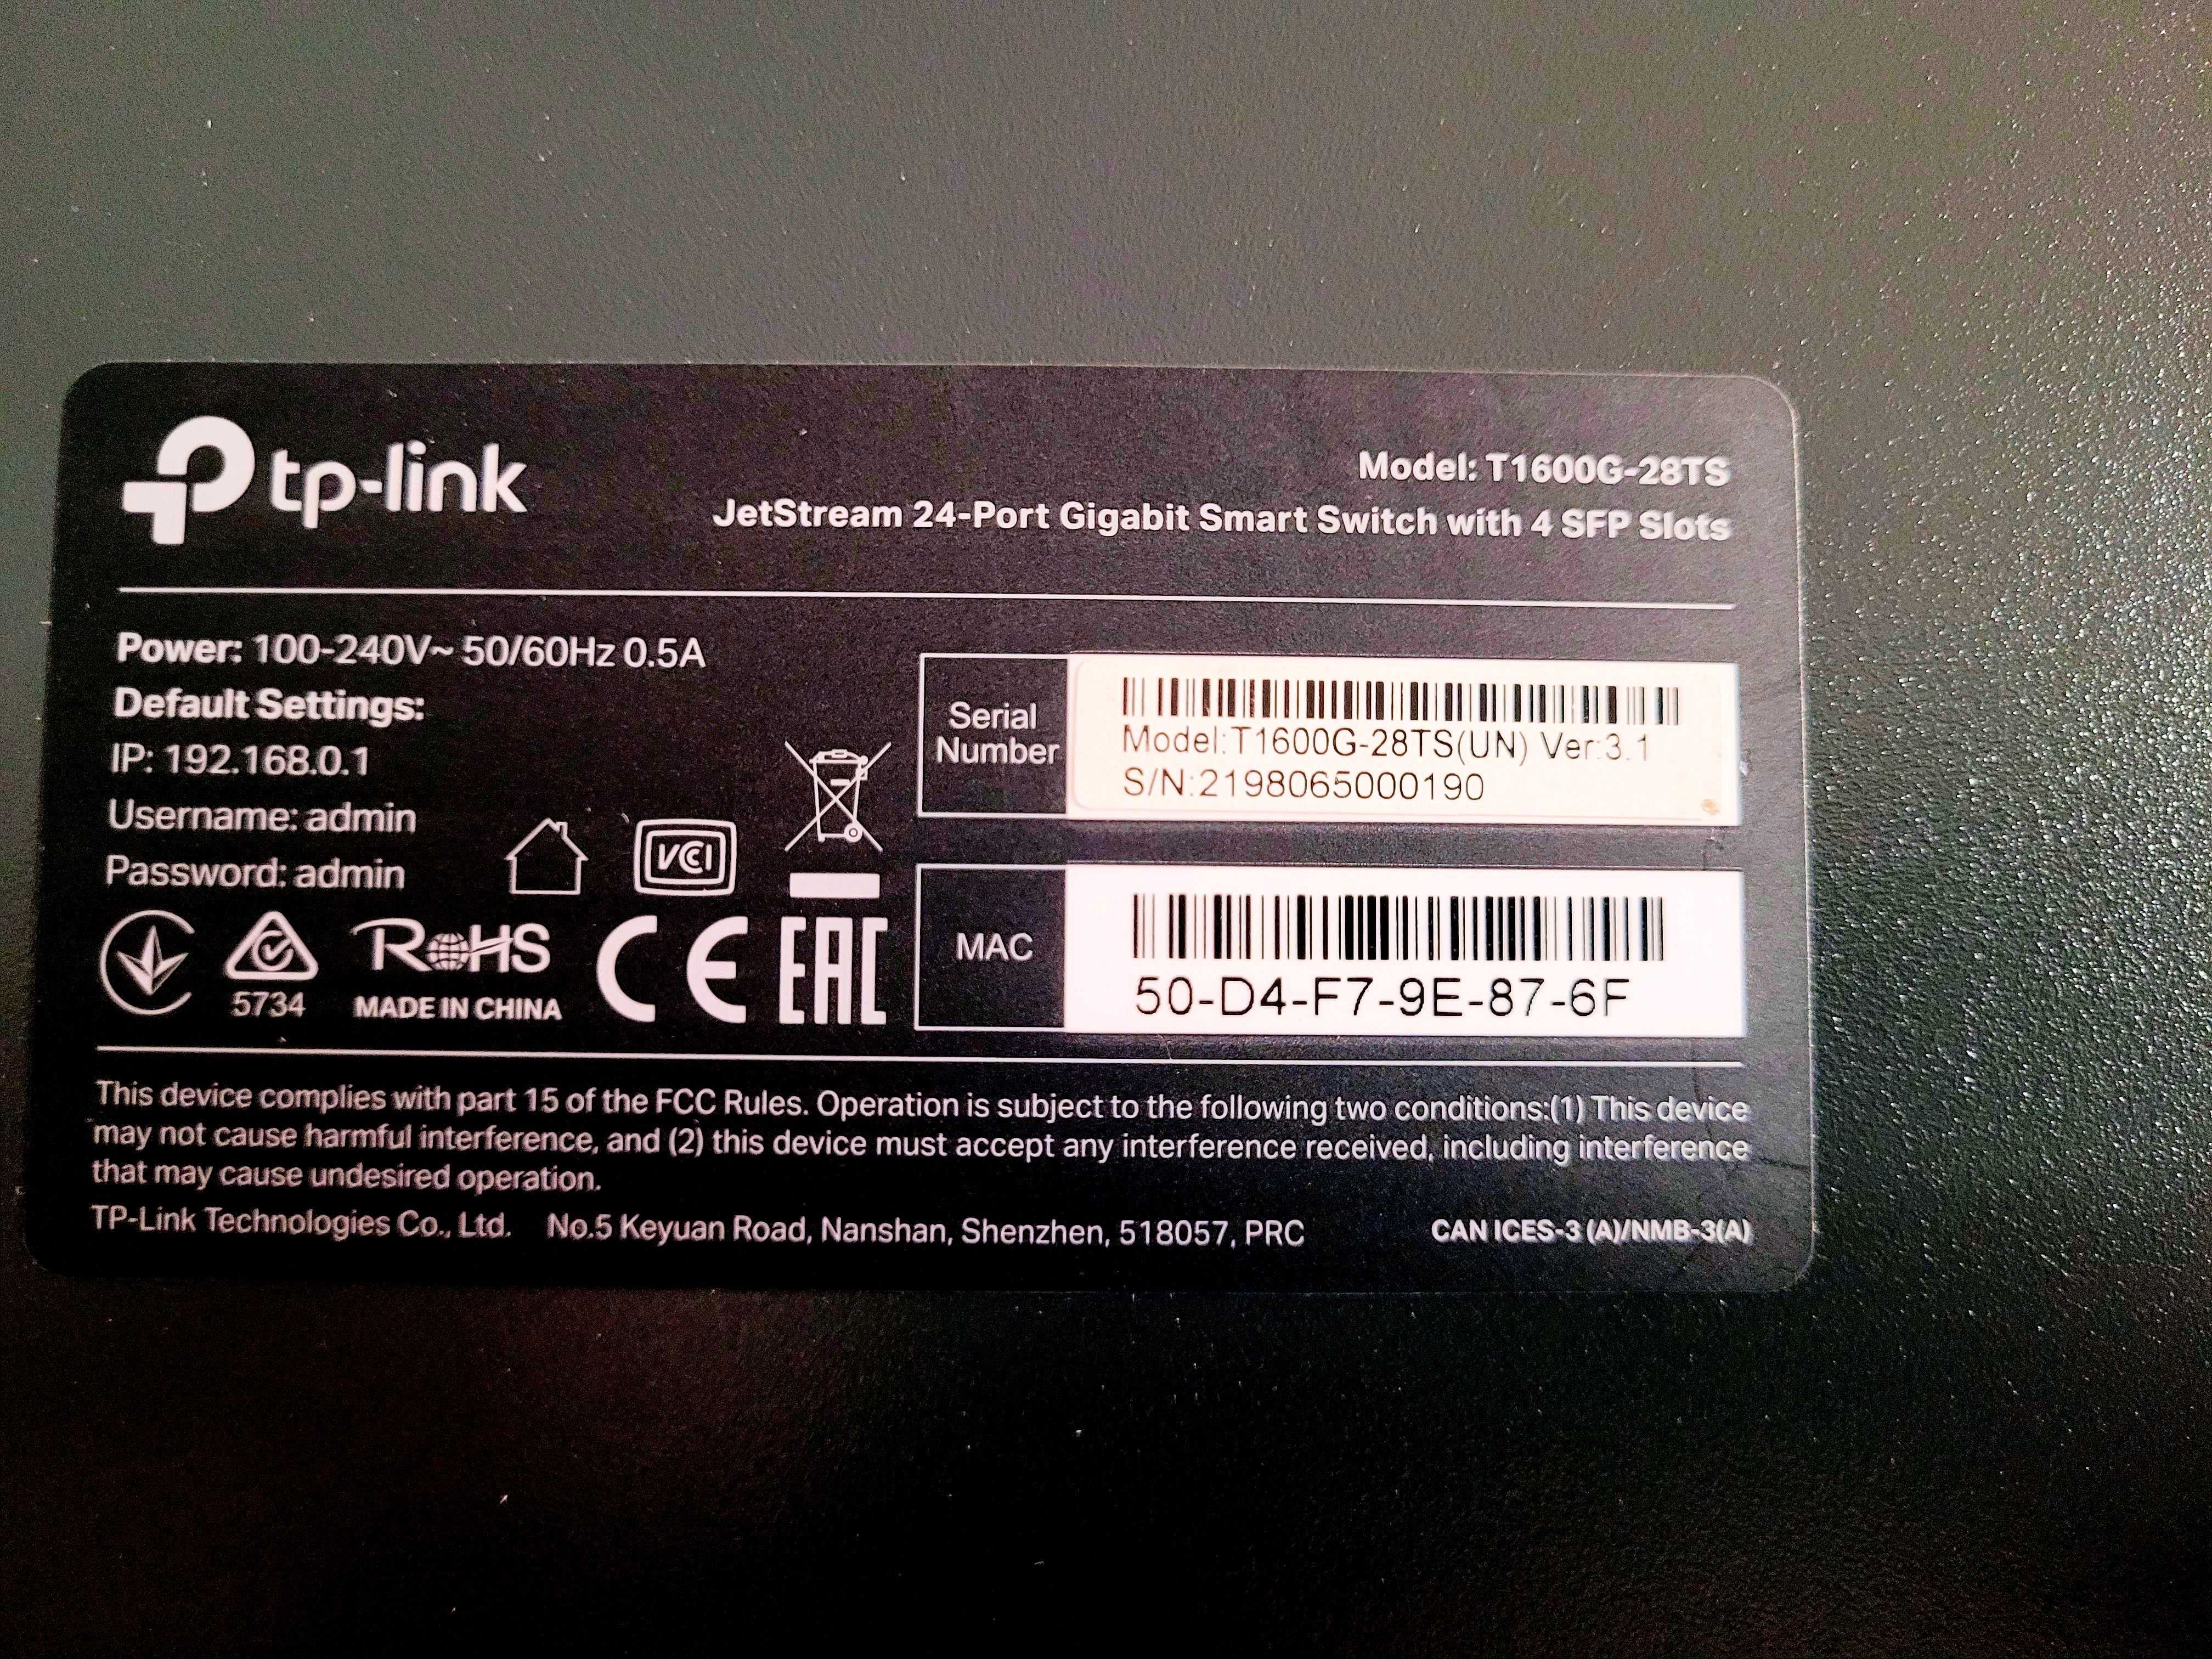 tp-link
Model: T1600G-28TS
JetStream 24-Port Gigabit Smart Switch with 4 SFP Slots
Power: 100-240V~ 50/60Hz 0.5A
Default Settings:
IP: 192.168.0.1
Username: admin
Password: admin
VCCI
5734
RoHS
MADE IN CHINA
CE
EAC
Serial
Number
Model:T1600G-28TS(UN) Ver:3.1
S/N:2198065000190
MAC
50-D4-F7-9E-87-6F
This device complies with part 15 of the FCC Rules. Operation is subject to the following two conditions:(1) This device
may not cause harmful interference, and (2) this device must accept any interference received, including interference
that may cause undesired operation.
TP-Link Technologies Co., Ltd. No.5 Keyuan Road, Nanshan, Shenzhen, 518057, PRC CAN ICES-3 (A)/NMB-3(A)